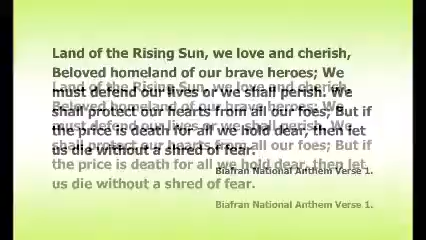 Land of the Rising Sun, we love and cherish,
Beloved homeland of our brave heroes; We
must defend our lives or we shall perish. We
shall protect our hearts from all our foes; But if
the price is death for all we hold dear, then let
us die without a shred of fear.
Biafran National Anthem Verse 1.
Land of the Rising Sun, we love and cherish,
Beloved homeland of our brave heroes; We
must defend our lives or we shall perish. We
shall protect our hearts from all our foes; But if
the price is death for all we hold dear, then let
us die without a shred of fear.
Biafran National Anthem Verse 1.